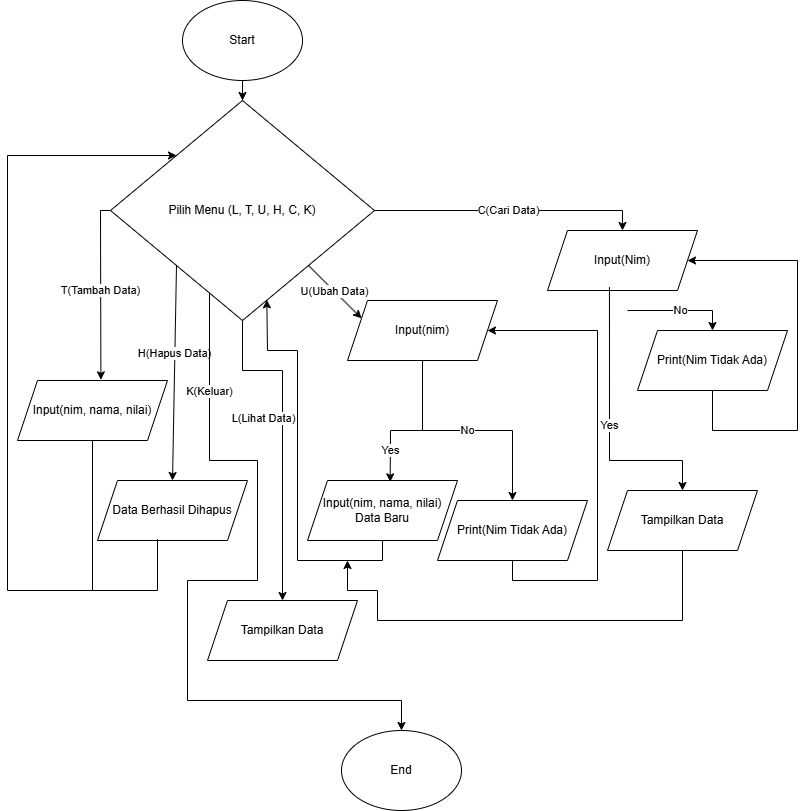 Start
Pilih Menu (L, T, U, H, C, K)
C(Cari Data)
Input(Nim)
T(Tambah Data)
U(Ubah Data)
No
Input(nim)
H(Hapus Data)
Print(Nim Tidak Ada)
K(Keluar)
Input(nim, nama, nilai)
L(Lihat Data)
Yes
No
Yes
Data Berhasil Dihapus
Input(nim, nama, nilai)
Data Baru
Print(Nim Tidak Ada)
Tampilkan Data
Tampilkan Data
End